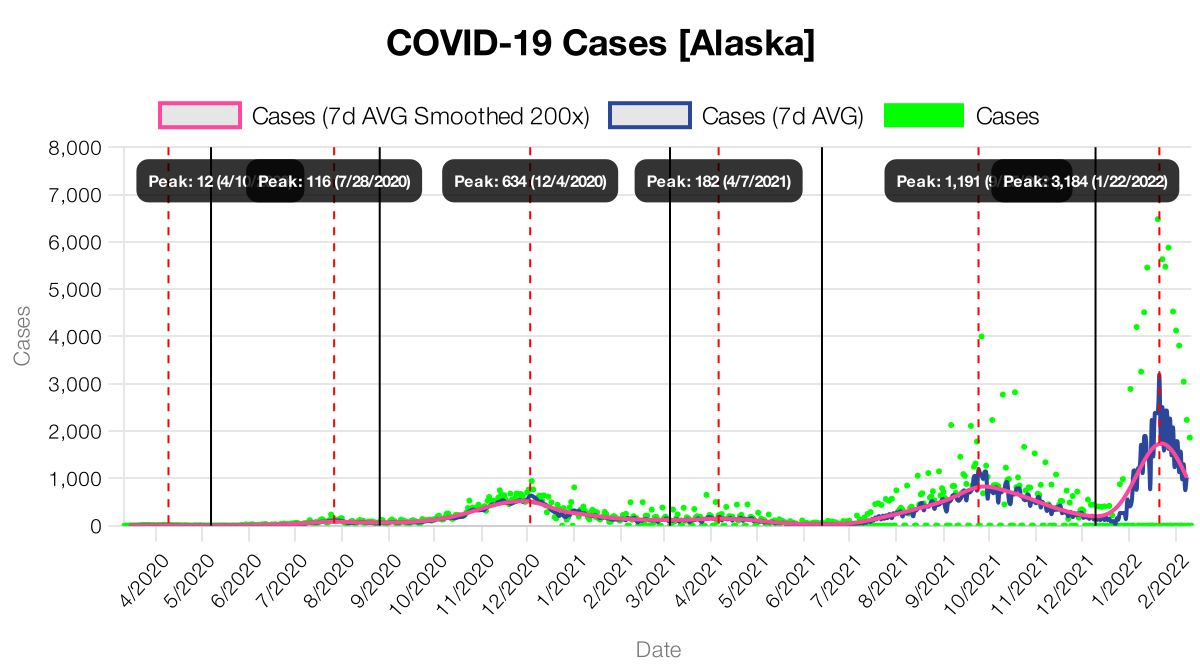 COVID-19 Cases [Alaska]
Cases (7d AVG Smoothed 200x) Cases (7d AVG) Cases
8,000
7,000
6,000
5,000
4,000
3,000
2,000
1,000
0
Cases
Peak: 12 (4/10 Peak: 116 (7/28/2020) Peak: 634 (12/4/2020) Peak: 182 (4/7/2021) Peak: 1,191 (9/ Peak: 3,184 (1/22/2022)
4/2020 5/2020 6/2020 7/2020 8/2020 9/2020 10/2020 11/2020 12/2020 1/2021 2/2021 3/2021 4/2021 5/2021 6/2021 7/2021 8/2021 9/2021 10/2021 11/2021 12/2021 1/2022 2/2022
Date